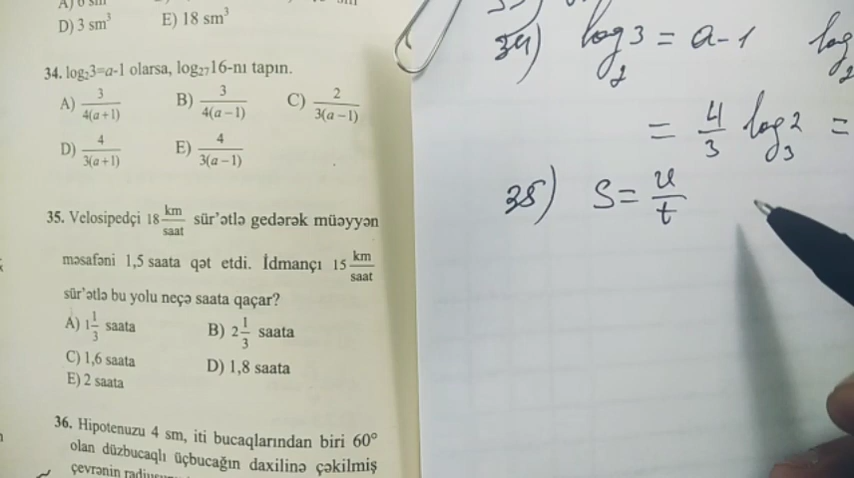 D) 3 sm³ E) 18 sm³
34. log₂3=a-1 olarsa, log₂₇16-nı tapın.
A) 3/4(a+1) B) 3/4(a−1) C) 2/3(a−1)
D) 4/3(a+1) E) 4/3(a−1)
35. Velosipedçi 18 km/saat sür'ətlə gedərək müəyyən
məsafəni 1,5 saata qət etdi. İdmançı 15 km/saat
sür'ətlə bu yolu neçə saata qaçar?
A) 1 1/3 saata B) 2 1/3 saata
C) 1,6 saata D) 1,8 saata
E) 2 saata
36. Hipotenuzu 4 sm, iti bucaqlarından biri 60°
olan düzbucaqlı üçbucağın daxilinə çəkilmiş
çevrənin
34) log₂3 = a-1 log₂
= 4/3 log₃2 =
35) S = v/t